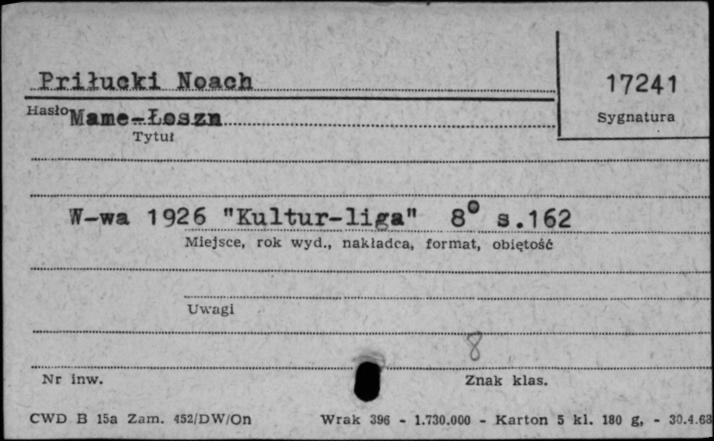 Priłucki Noach
17241
Hasło Mame-Łoszn
Sygnatura
Tytuł
W-wa 1926 "Kultur-liga" 8° s.162
Miejsce, rok wyd., nakładca, format, objętość
Uwagi
8
Nr inw.
Znak klas.
CWD B 15a Zam. 452/DW/On Wrak 396 - 1.730.000 - Karton 5 kl. 180 g, - 30.4.63